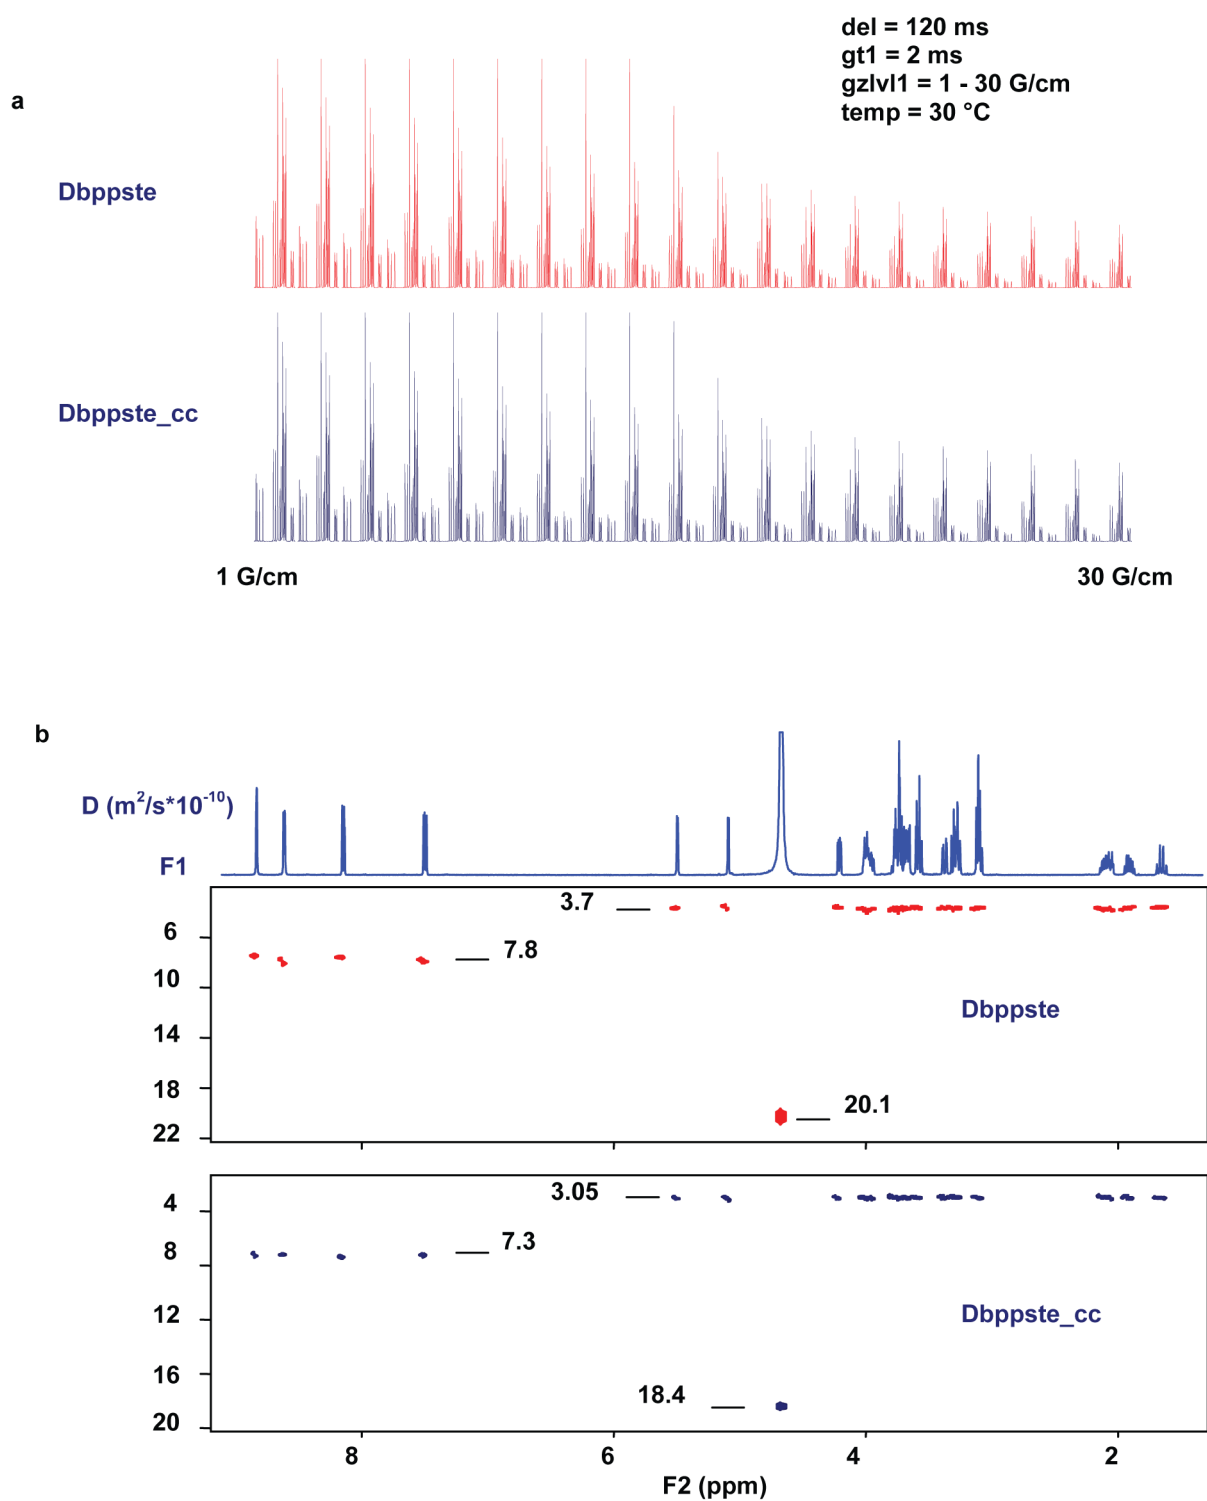 del = 120 ms
gt1 = 2 ms
gzlvl1 = 1 - 30 G/cm
temp = 30 °C
a
Dbppste
Dbppste_cc
1 G/cm
30 G/cm
b
D (m²/s*10⁻¹⁰)
F1
3.7
6
7.8
10
Dbppste
14
18
20.1
22
3.05
4
7.3
8
12
Dbppste_cc
16
18.4
20
8
6
4
2
F2 (ppm)